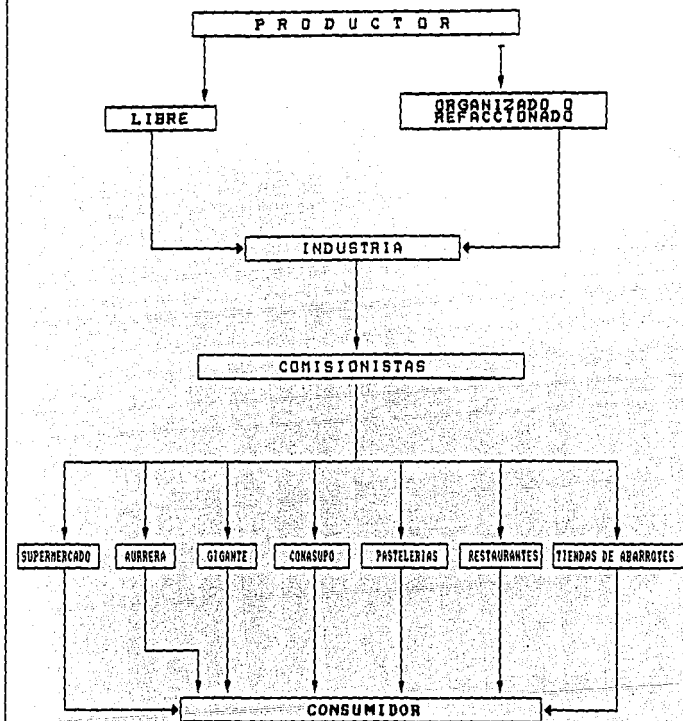 PRODUCTOR
LIBRE
ORGANIZADO O
REFACCIONADO
INDUSTRIA
COMISIONISTAS
SUPERMERCADO
AURRERA
GIGANTE
CONASUPO
PASTELERIAS
RESTAURANTES
TIENDAS DE ABARROTES
CONSUMIDOR